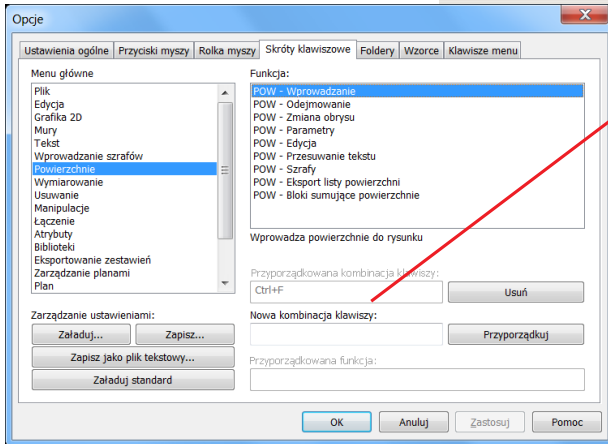 Opcje
Ustawienia ogólne Przyciski myszy Rolka myszy Skróty klawiszowe Foldery Wzorce Klawisze menu
Menu główne
Plik
Edycja
Grafika 2D
Mury
Tekst
Wprowadzanie szrafów
Powierzchnie
Wymiarowanie
Usuwanie
Manipulacje
Łączenie
Atrybuty
Biblioteki
Eksportowanie zestawień
Zarządzanie planami
Plan
Funkcja:
POW - Wprowadzanie
POW - Odejmowanie
POW - Zmiana obrysu
POW - Parametry
POW - Edycja
POW - Przesuwanie tekstu
POW - Szrafy
POW - Eksport listy powierzchni
POW - Bloki sumujące powierzchnie
Wprowadza powierzchnie do rysunku
Przyporządkowana kombinacja klawiszy:
Ctrl+F
Usuń
Zarządzanie ustawieniami:
Załaduj... Zapisz...
Zapisz jako plik tekstowy...
Załaduj standard
Nowa kombinacja klawiszy:
Przyporządkuj
Przyporządkowana funkcja:
OK Anuluj Zastosuj Pomoc